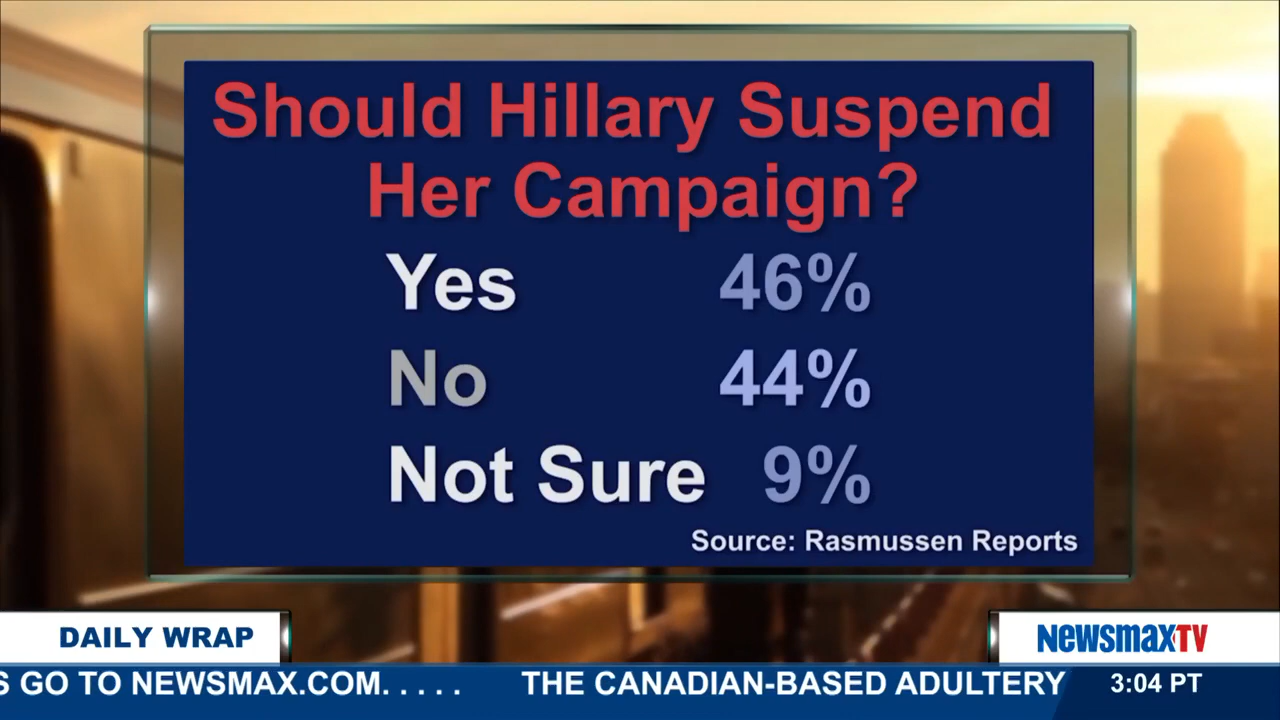 Should Hillary Suspend
Her Campaign?
Yes 46%
No 44%
Not Sure 9%
Source: Rasmussen Reports
DAILY WRAP
NEWSMAXTV
S GO TO NEWSMAX.COM. . . . . THE CANADIAN-BASED ADULTERY 3:04 PT